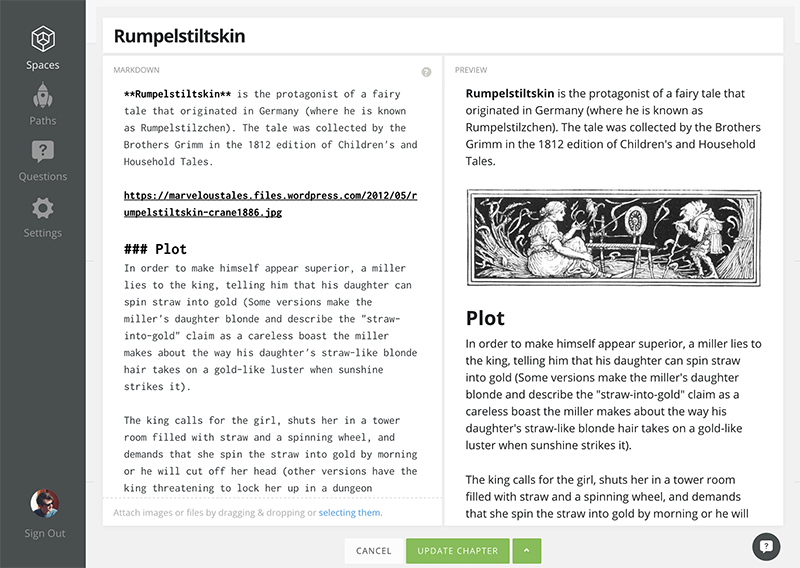 Spaces
Paths
Questions
Settings
Sign Out
Rumpelstiltskin
MARKDOWN
?
**Rumpelstiltskin** is the protagonist of a fairy
tale that originated in Germany (where he is known
as Rumpelstilzchen). The tale was collected by the
Brothers Grimm in the 1812 edition of Children's and
Household Tales.
https://marveloustales.files.wordpress.com/2012/05/r
umpelstiltskin-crane1886.jpg
### Plot
In order to make himself appear superior, a miller
lies to the king, telling him that his daughter can
spin straw into gold (Some versions make the
miller's daughter blonde and describe the "straw-
into-gold" claim as a careless boast the miller
makes about the way his daughter's straw-like blonde
hair takes on a gold-like luster when sunshine
strikes it).
The king calls for the girl, shuts her in a tower
room filled with straw and a spinning wheel, and
demands that she spin the straw into gold by morning
or he will cut off her head (other versions have the
king threatening to lock her up in a dungeon
Attach images or files by dragging & dropping or selecting them.
PREVIEW
Rumpelstiltskin is the protagonist of a fairy tale that
originated in Germany (where he is known as
Rumpelstilzchen). The tale was collected by the Brothers
Grimm in the 1812 edition of Children's and Household
Tales.
Plot
In order to make himself appear superior, a miller lies to
the king, telling him that his daughter can spin straw
into gold (Some versions make the miller's daughter
blonde and describe the "straw-into-gold" claim as a
careless boast the miller makes about the way his
daughter's straw-like blonde hair takes on a gold-like
luster when sunshine strikes it).
The king calls for the girl, shuts her in a tower room
filled with straw and a spinning wheel, and demands
that she spin the straw into gold by morning or he will
CANCEL
UPDATE CHAPTER
?